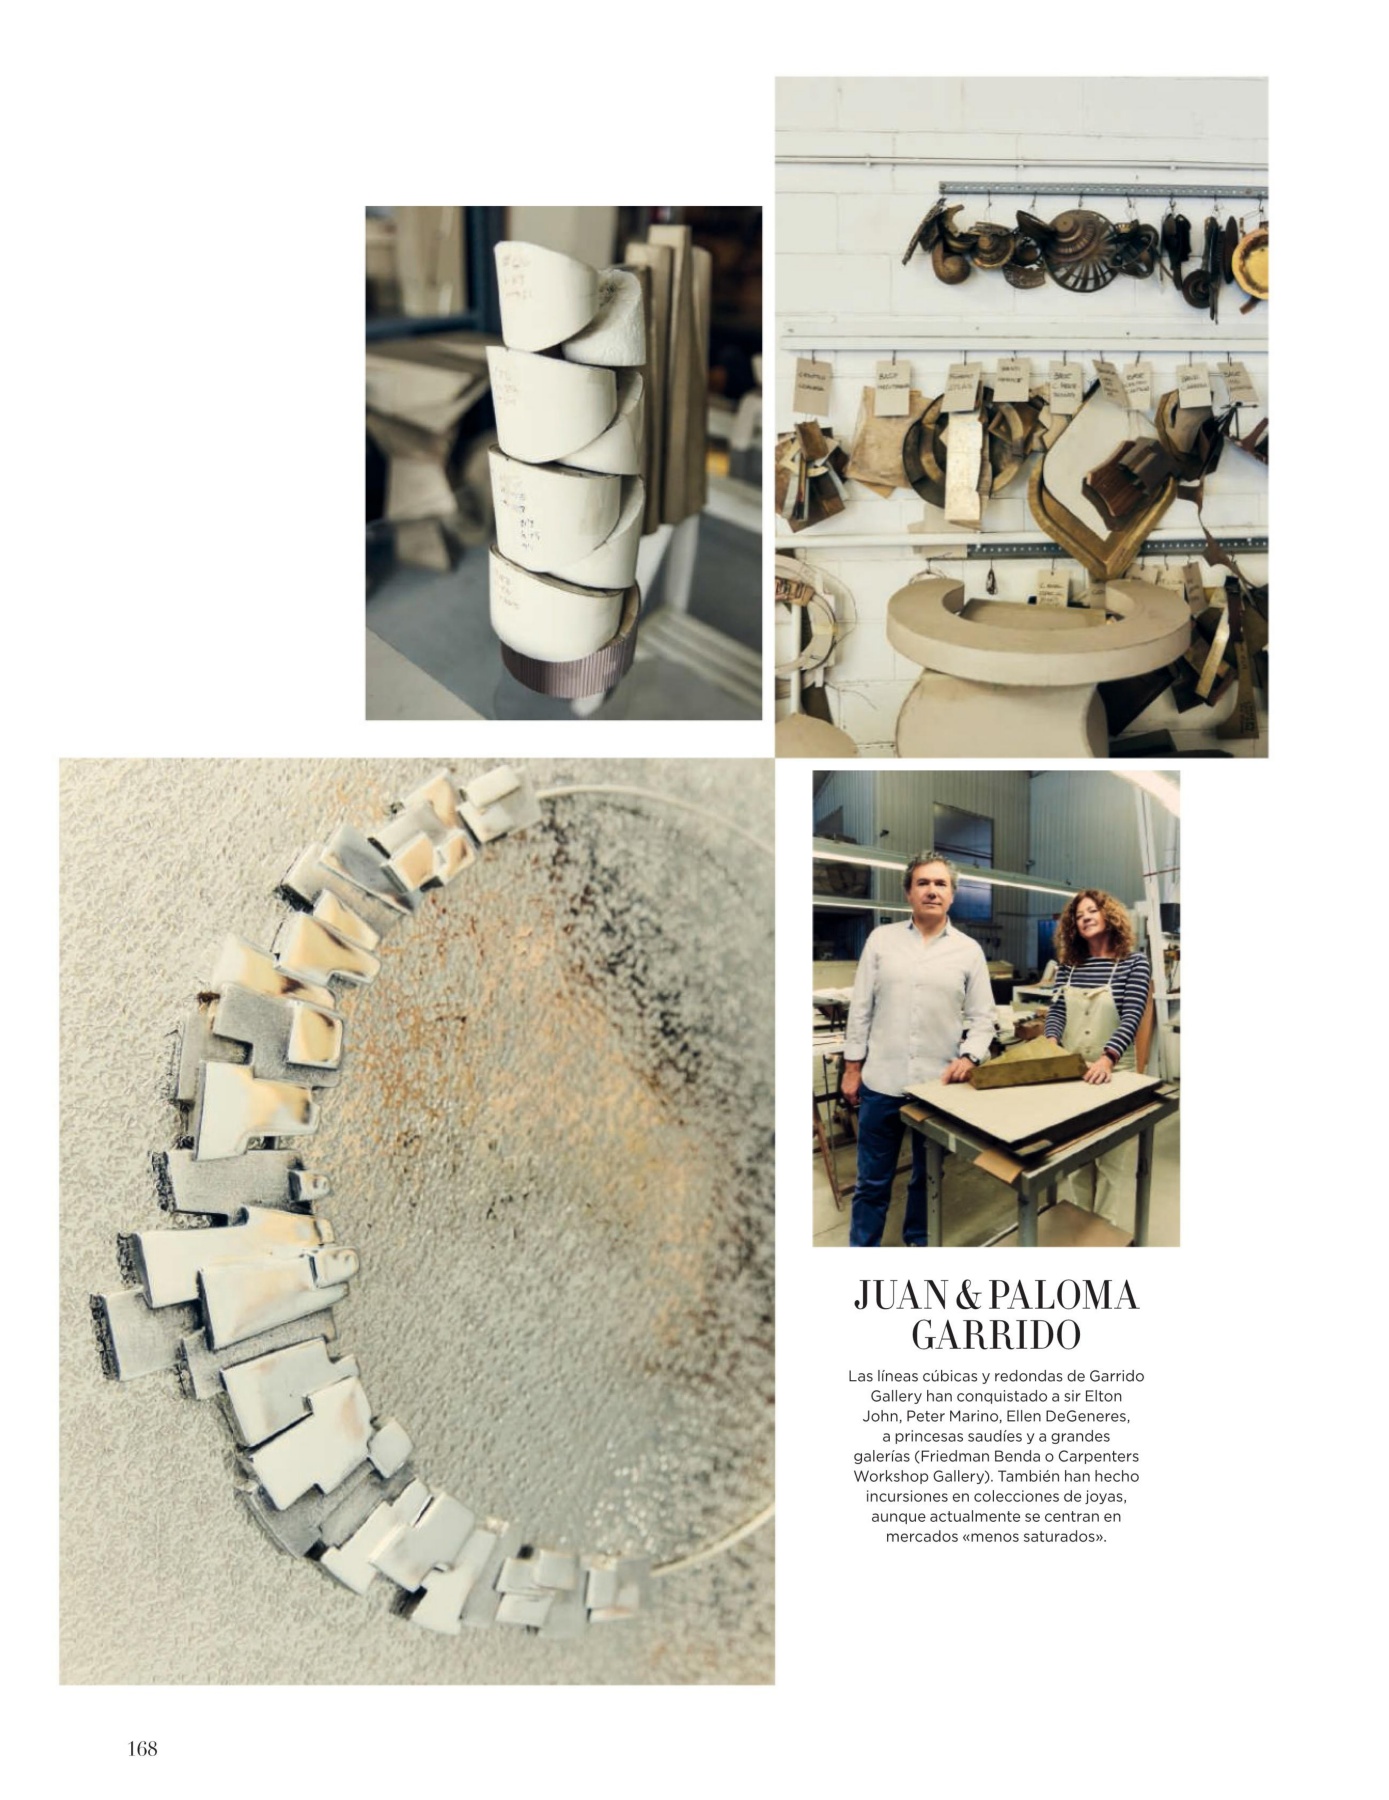 JUAN & PALOMA
GARRIDO
Las líneas cúbicas y redondas de Garrido
Gallery han conquistado a sir Elton
John, Peter Marino, Ellen DeGeneres,
a princesas saudíes y a grandes
galerías (Friedman Benda o Carpenters
Workshop Gallery). También han hecho
incursiones en colecciones de joyas,
aunque actualmente se centran en
mercados «menos saturados».
168